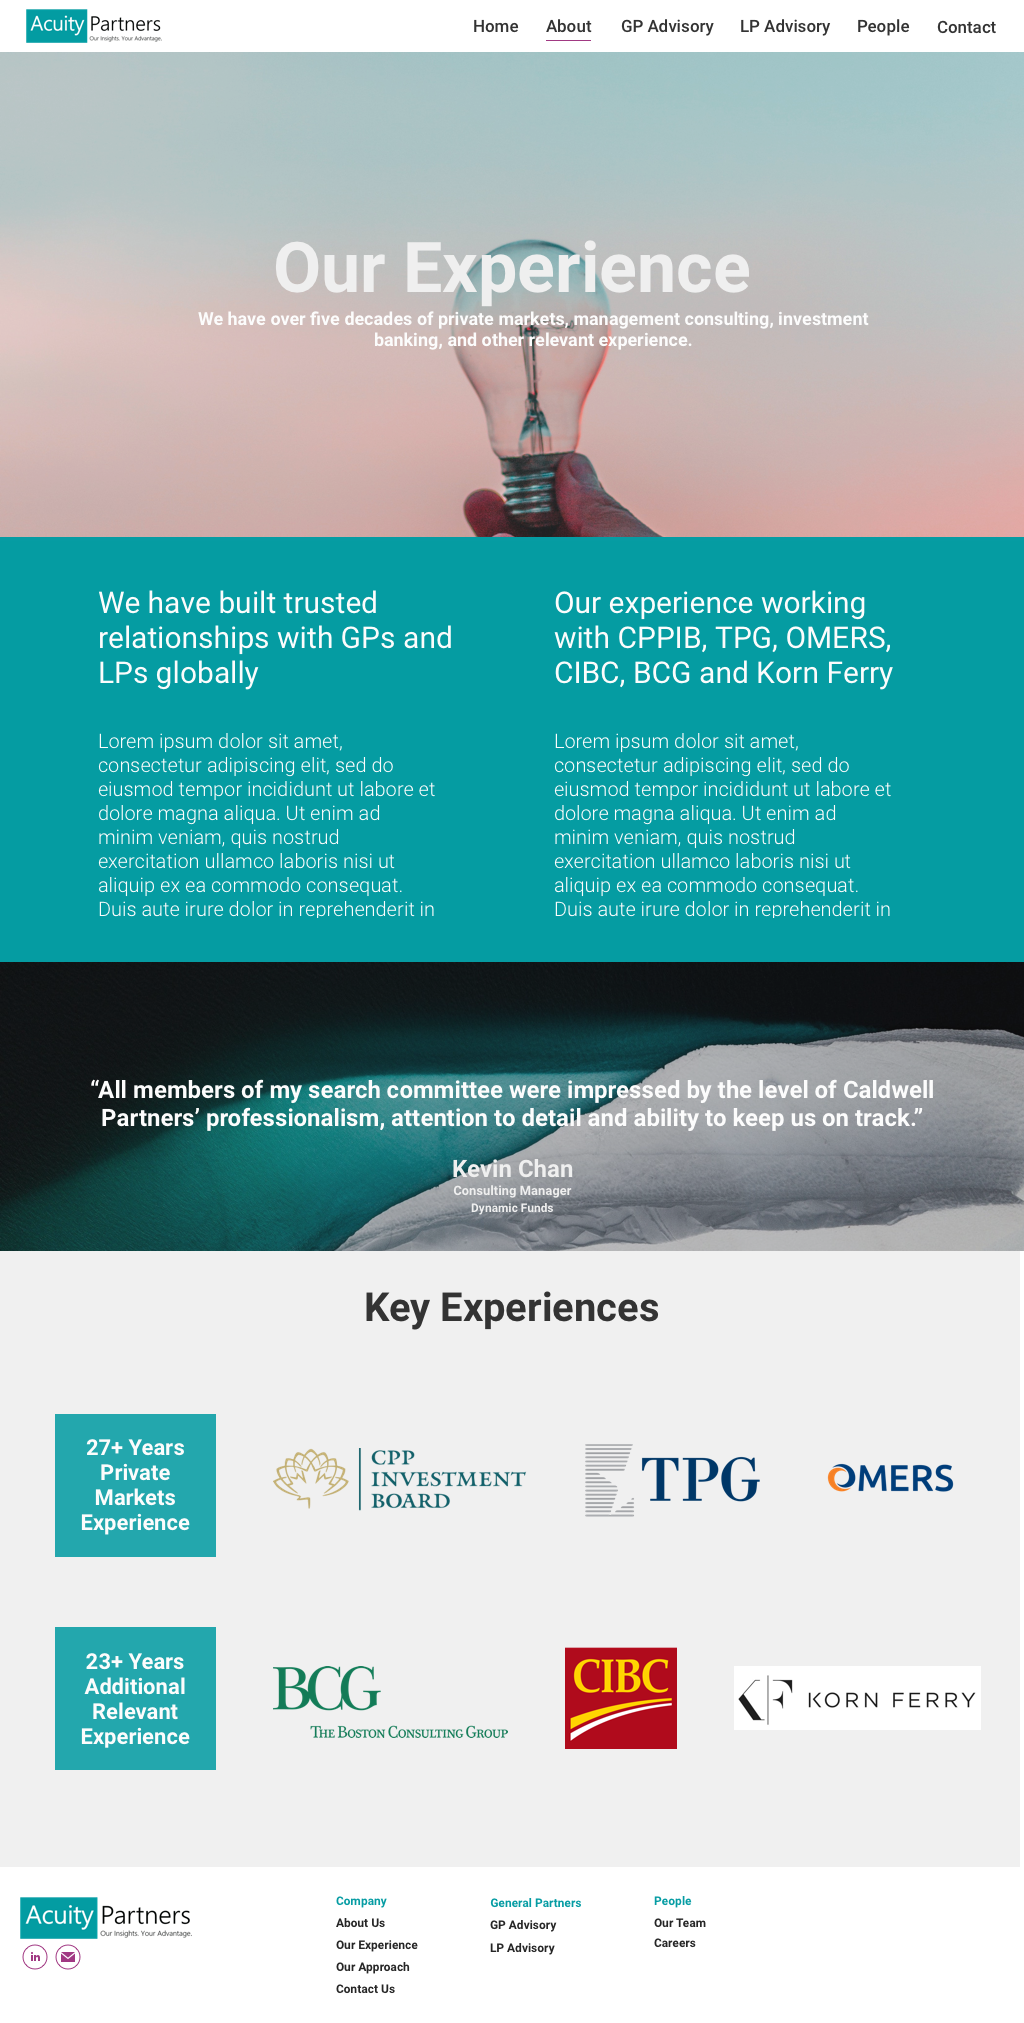 Acuity Partners
Our Insights. Your Advantage.
Home About GP Advisory LP Advisory People Contact
Our Experience
We have over five decades of private markets, management consulting, investment
banking, and other relevant experience.
We have built trusted
relationships with GPs and
LPs globally
Lorem ipsum dolor sit amet,
consectetur adipiscing elit, sed do
eiusmod tempor incididunt ut labore et
dolore magna aliqua. Ut enim ad
minim veniam, quis nostrud
exercitation ullamco laboris nisi ut
aliquip ex ea commodo consequat.
Duis aute irure dolor in reprehenderit in
Our experience working
with CPPIB, TPG, OMERS,
CIBC, BCG and Korn Ferry
Lorem ipsum dolor sit amet,
consectetur adipiscing elit, sed do
eiusmod tempor incididunt ut labore et
dolore magna aliqua. Ut enim ad
minim veniam, quis nostrud
exercitation ullamco laboris nisi ut
aliquip ex ea commodo consequat.
Duis aute irure dolor in reprehenderit in
“All members of my search committee were impressed by the level of Caldwell
Partners’ professionalism, attention to detail and ability to keep us on track.”
Kevin Chan
Consulting Manager
Dynamic Funds
Key Experiences
27+ Years
Private
Markets
Experience
CPP
INVESTMENT
BOARD
TPG
OMERS
23+ Years
Additional
Relevant
Experience
BCG
THE BOSTON CONSULTING GROUP
CIBC
KF KORN FERRY
Acuity Partners
Our Insights. Your Advantage.
in
Company
About Us
Our Experience
Our Approach
Contact Us
General Partners
GP Advisory
LP Advisory
People
Our Team
Careers